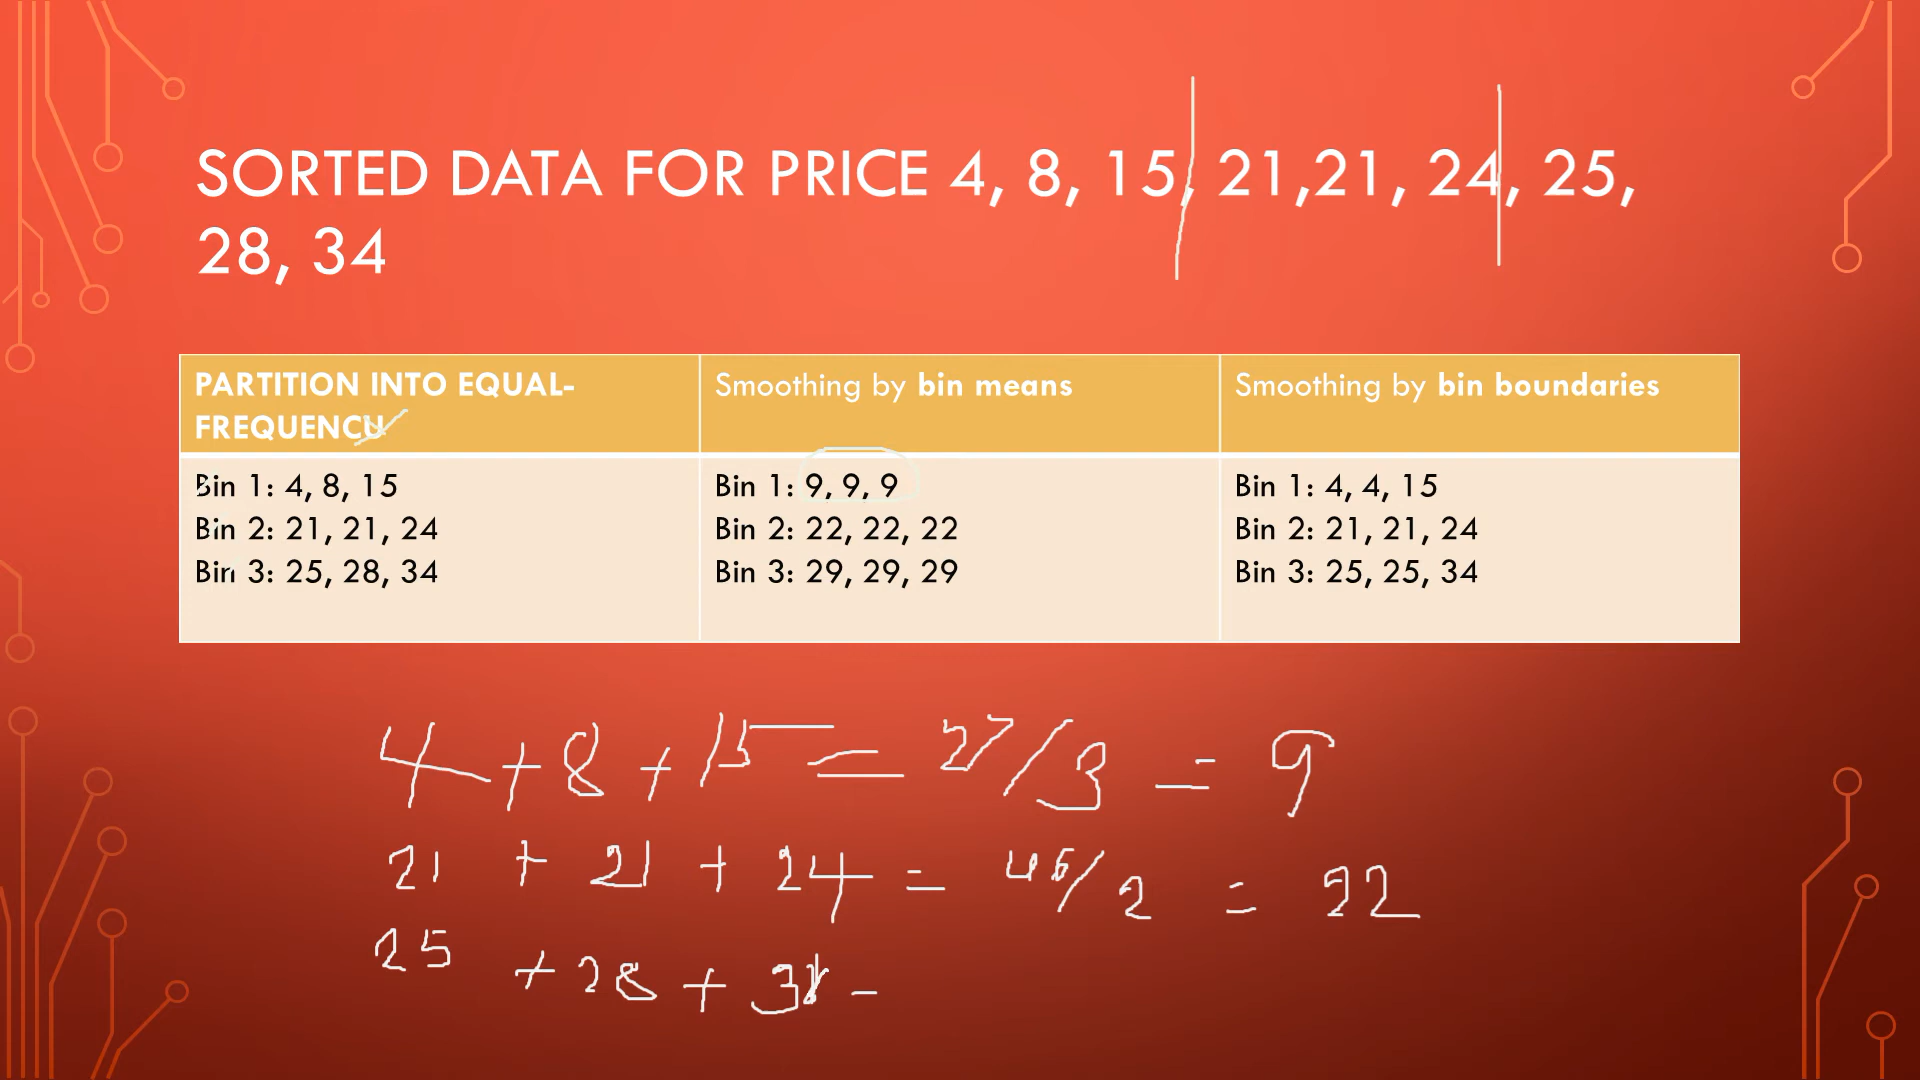 SORTED DATA FOR PRICE 4, 8, 15, 21,21, 24, 25,
28, 34
PARTITION INTO EQUAL-
FREQUENCU
Bin 1: 4, 8, 15
Bin 2: 21, 21, 24
Bin 3: 25, 28, 34
Smoothing by bin means
Bin 1: 9, 9, 9
Bin 2: 22, 22, 22
Bin 3: 29, 29, 29
Smoothing by bin boundaries
Bin 1: 4, 4, 15
Bin 2: 21, 21, 24
Bin 3: 25, 25, 34
4 + 8 + 15 = 27/3 = 9
21 + 21 + 24 = /2 = 22
25 + 28 + -